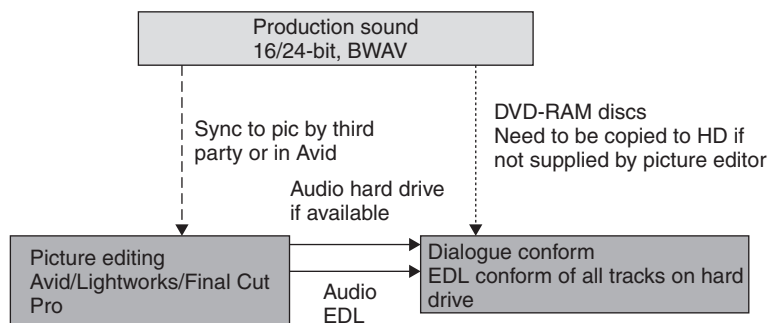 Production sound
16/24-bit, BWAV
Sync to pic by third
party or in Avid
DVD-RAM discs
Need to be copied to HD if
not supplied by picture editor
Audio hard drive
if available
Picture editing
Avid/Lightworks/Final Cut
Pro
Audio
EDL
Dialogue conform
EDL conform of all tracks on hard
drive